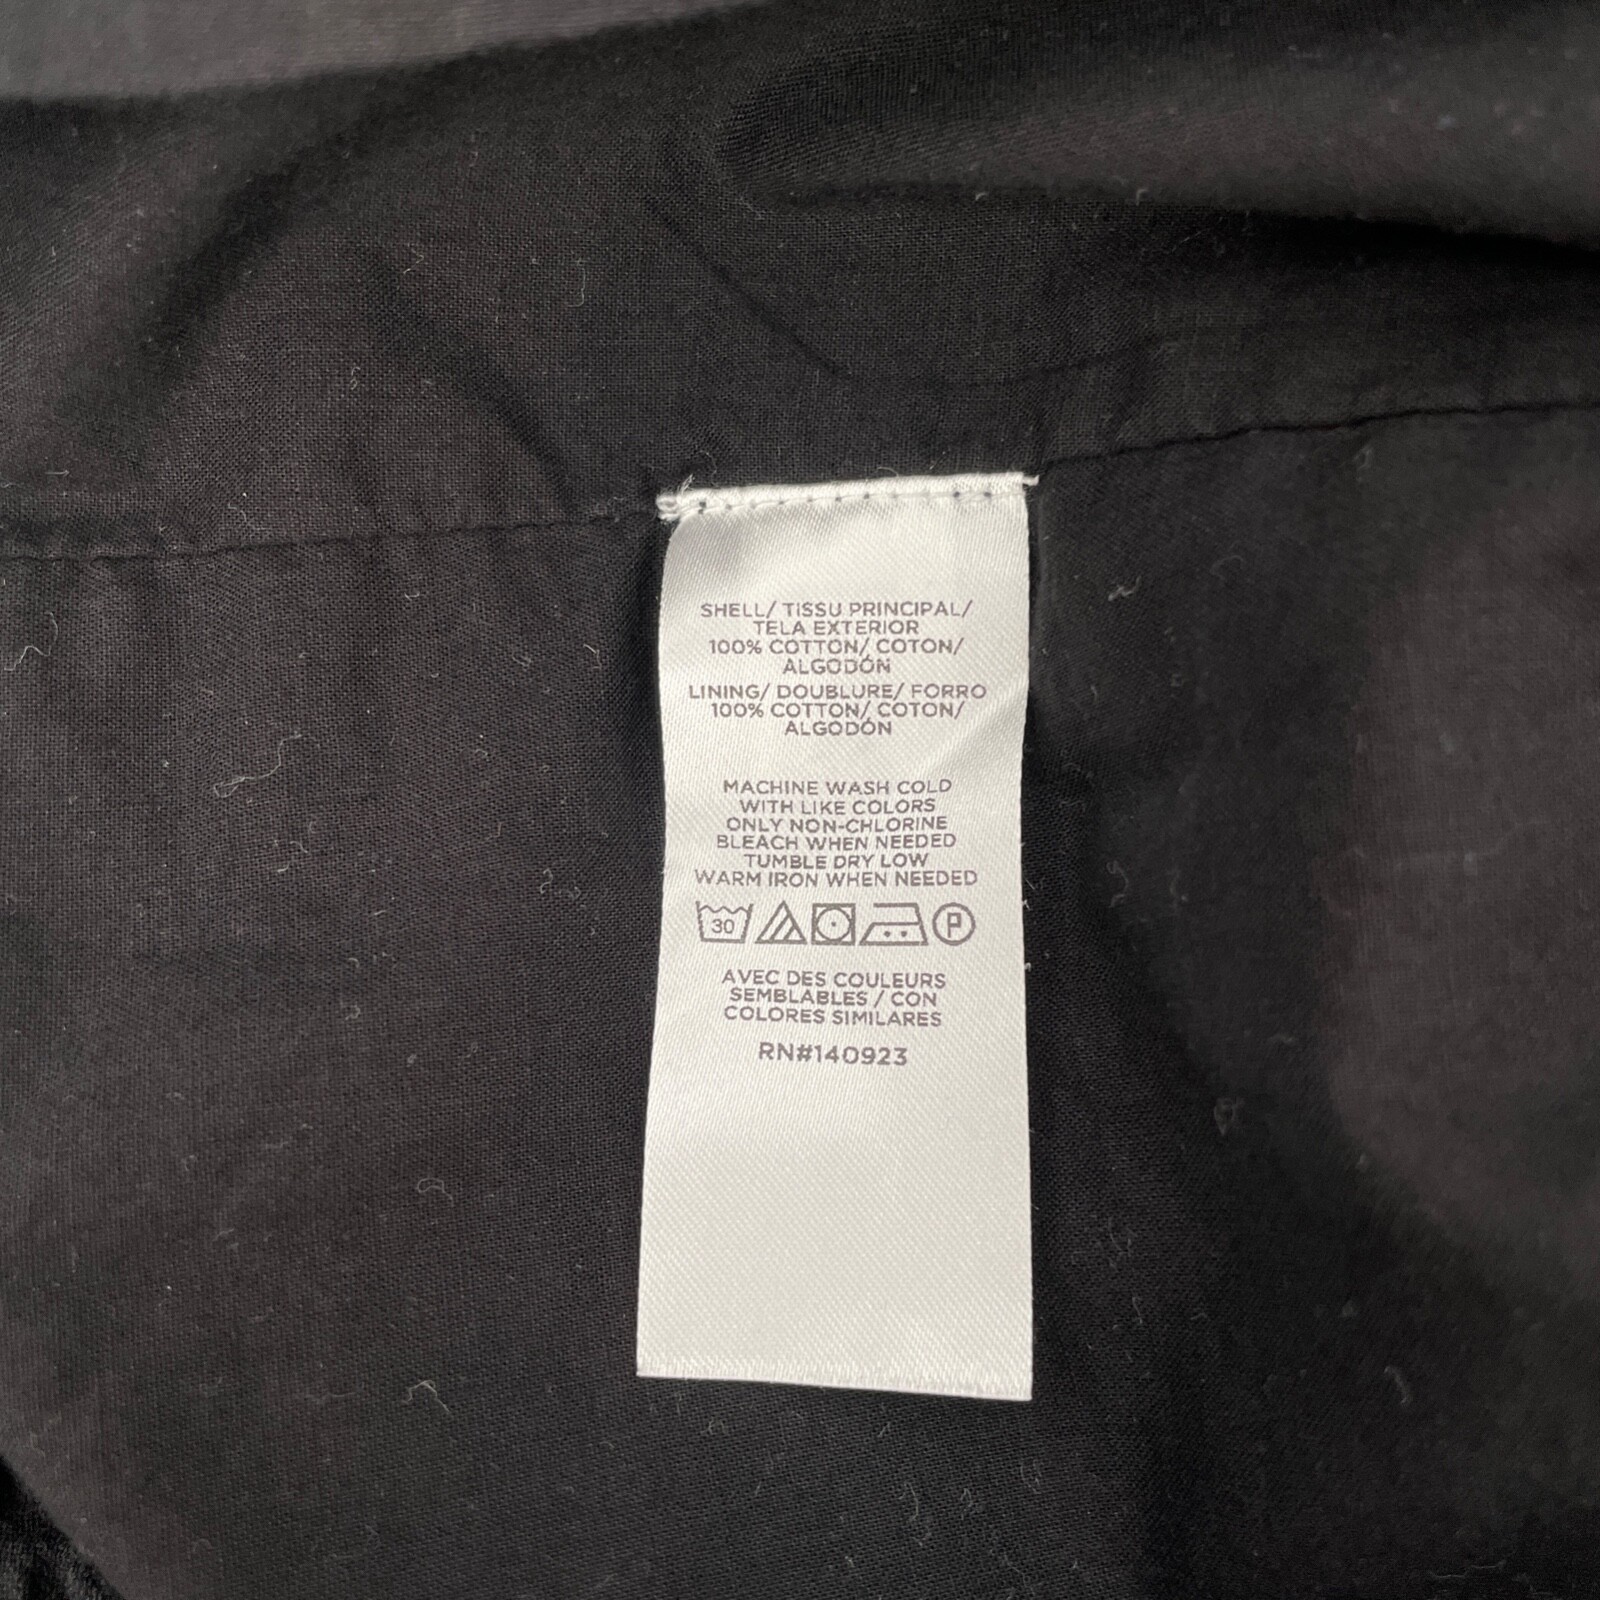 SHELL/ TISSU PRINCIPAL/
TELA EXTERIOR
100% COTTON/ COTON/
ALGODÓN
LINING/ DOUBLURE/ FORRO
100% COTTON/ COTON/
ALGODÓN
MACHINE WASH COLD
WITH LIKE COLORS
ONLY NON-CHLORINE
BLEACH WHEN NEEDED
TUMBLE DRY LOW
WARM IRON WHEN NEEDED
30 P
AVEC DES COULEURS
SEMBLABLES / CON
COLORES SIMILARES
RN#140923